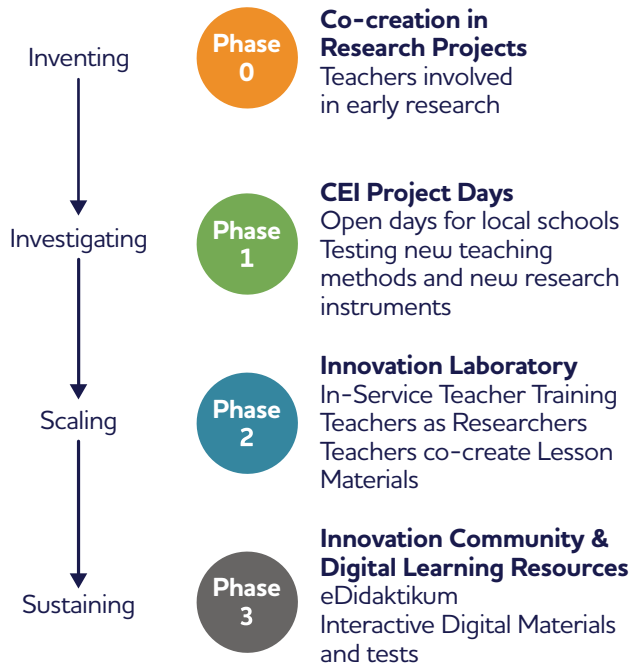 Inventing
Phase
0
Co-creation in
Research Projects
Teachers involved
in early research
Investigating
Phase
1
CEI Project Days
Open days for local schools
Testing new teaching
methods and new research
instruments
Scaling
Phase
2
Innovation Laboratory
In-Service Teacher Training
Teachers as Researchers
Teachers co-create Lesson
Materials
Sustaining
Phase
3
Innovation Community &
Digital Learning Resources
eDidaktikum
Interactive Digital Materials
and tests